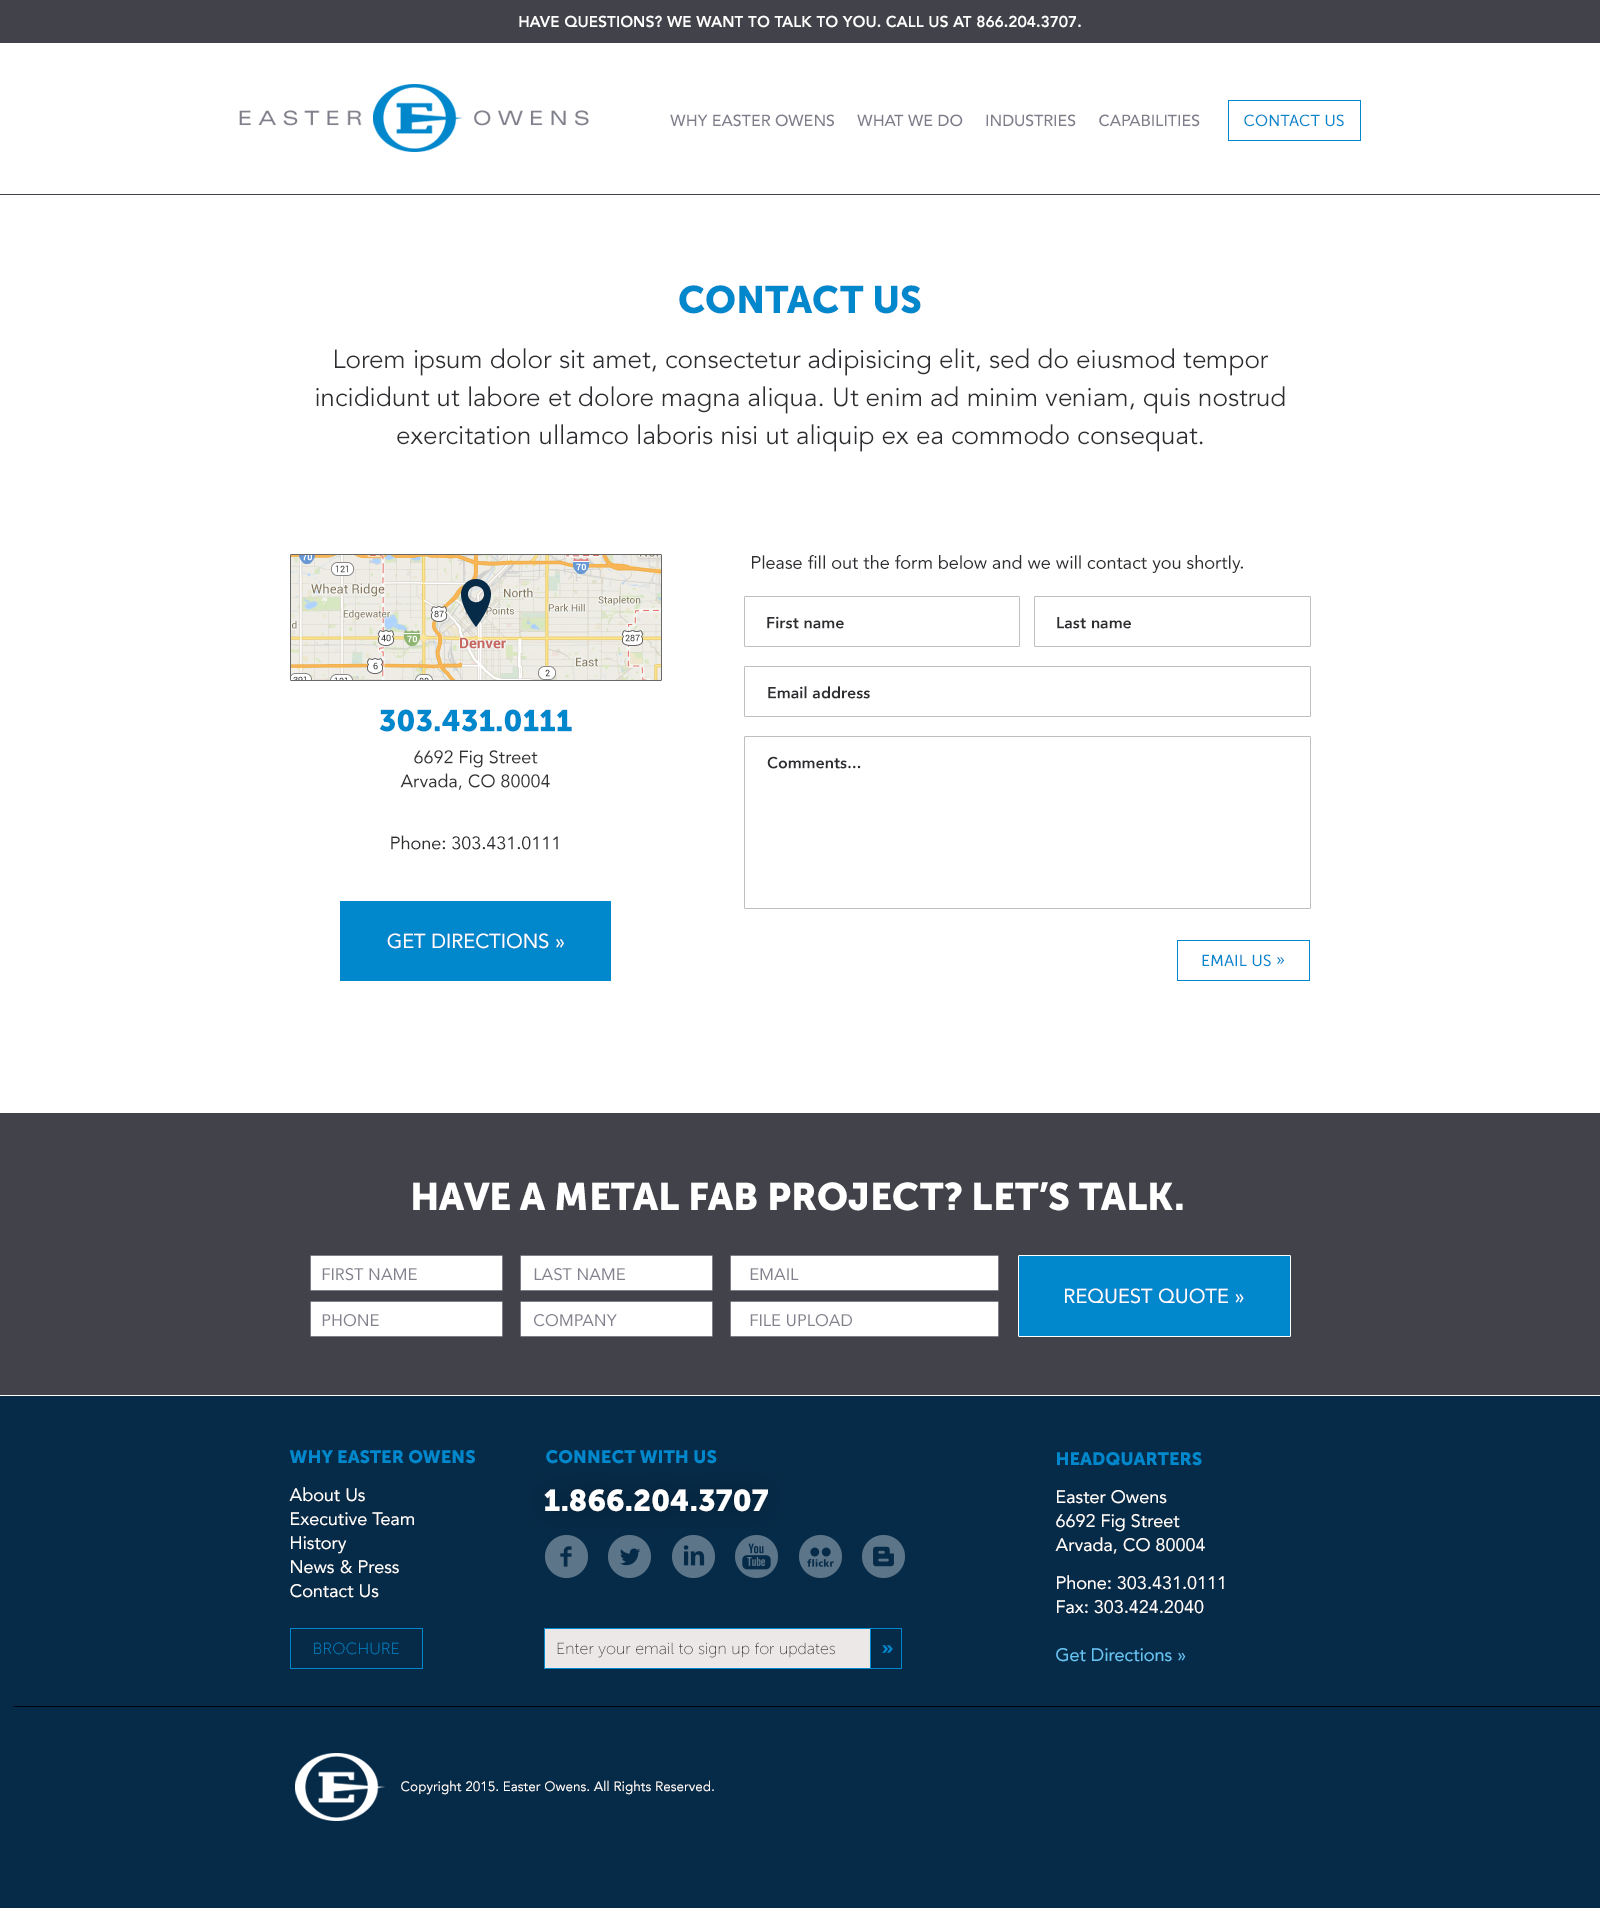 HAVE QUESTIONS? WE WANT TO TALK TO YOU. CALL US AT 866.204.3707.
EASTER E OWENS
WHY EASTER OWENS WHAT WE DO INDUSTRIES CAPABILITIES CONTACT US
CONTACT US
Lorem ipsum dolor sit amet, consectetur adipisicing elit, sed do eiusmod tempor
incididunt ut labore et dolore magna aliqua. Ut enim ad minim veniam, quis nostrud
exercitation ullamco laboris nisi ut aliquip ex ea commodo consequat.
70
121
70
Wheat Ridge
North
Stapleton
Edgewater
87
Points
Park Hill
40
70
Denver
287
6
East
2
303.431.0111
6692 Fig Street
Arvada, CO 80004
Phone: 303.431.0111
GET DIRECTIONS »
Please fill out the form below and we will contact you shortly.
First name
Last name
Email address
Comments...
EMAIL US »
HAVE A METAL FAB PROJECT? LET’S TALK.
FIRST NAME
LAST NAME
EMAIL
PHONE
COMPANY
FILE UPLOAD
REQUEST QUOTE »
WHY EASTER OWENS
About Us
Executive Team
History
News & Press
Contact Us
BROCHURE
CONNECT WITH US
1.866.204.3707
f
in
You
Tube
flickr
B
Enter your email to sign up for updates »
HEADQUARTERS
Easter Owens
6692 Fig Street
Arvada, CO 80004
Phone: 303.431.0111
Fax: 303.424.2040
Get Directions »
E
Copyright 2015. Easter Owens. All Rights Reserved.